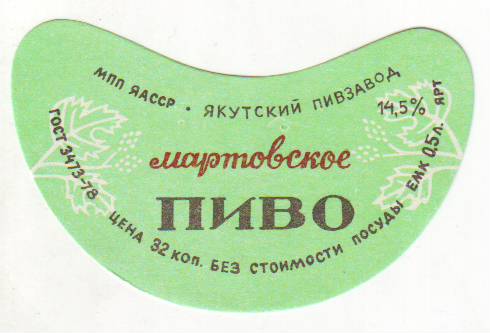 МПП ЯАССР · ЯКУТСКИЙ ПИВЗАВОД
14,5% ЯРТ
мартовское
ПИВО
ГОСТ 3473-78 ЦЕНА 32 КОП. БЕЗ СТОИМОСТИ ПОСУДЫ ЕМК 0,5 Л.